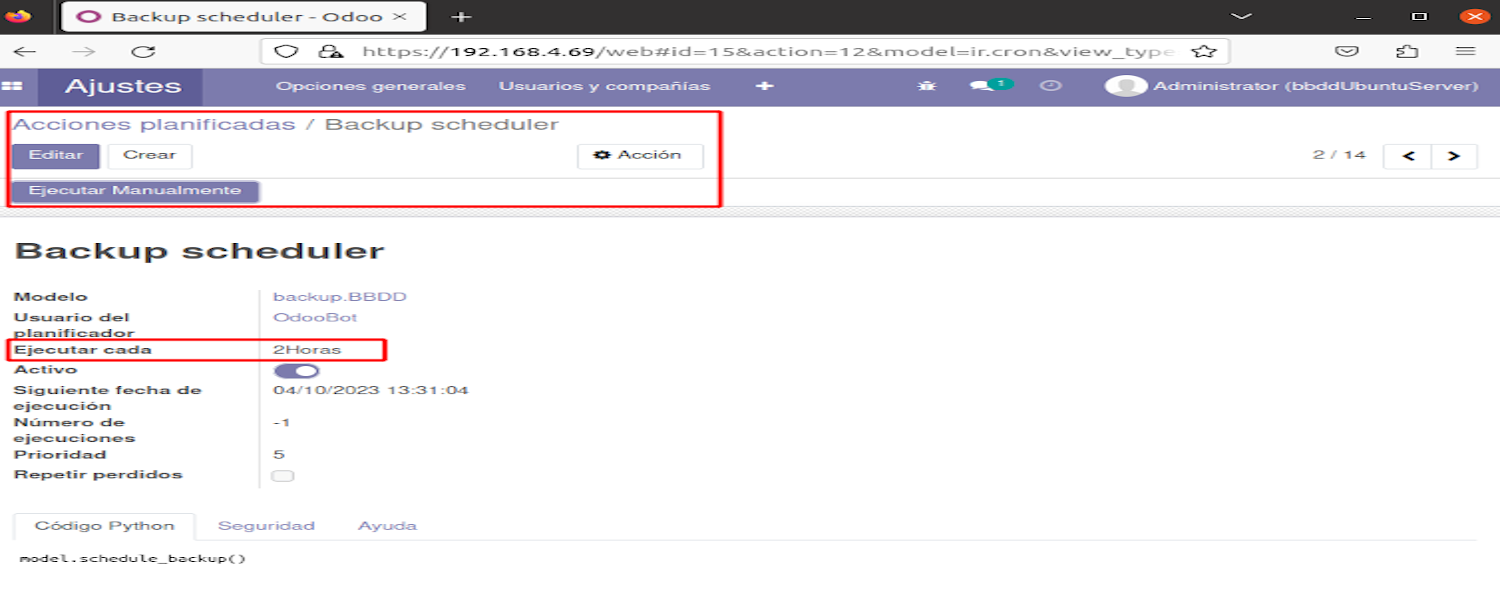 Backup scheduler - Odoo
https://192.168.4.69/web#id=15&action=12&model=ir.cron&view_type
Ajustes Opciones generales Usuarios y compañías 1 Administrator (bbddUbuntuServer)
Acciones planificadas / Backup scheduler
Editar Crear Acción 2 / 14
Ejecutar Manualmente
Backup scheduler
Modelo backup.BBDD
Usuario del planificador OdooBot
Ejecutar cada 2Horas
Activo
Siguiente fecha de ejecución 04/10/2023 13:31:04
Número de ejecuciones -1
Prioridad 5
Repetir perdidos
Código Python Seguridad Ayuda
model.schedule_backup()